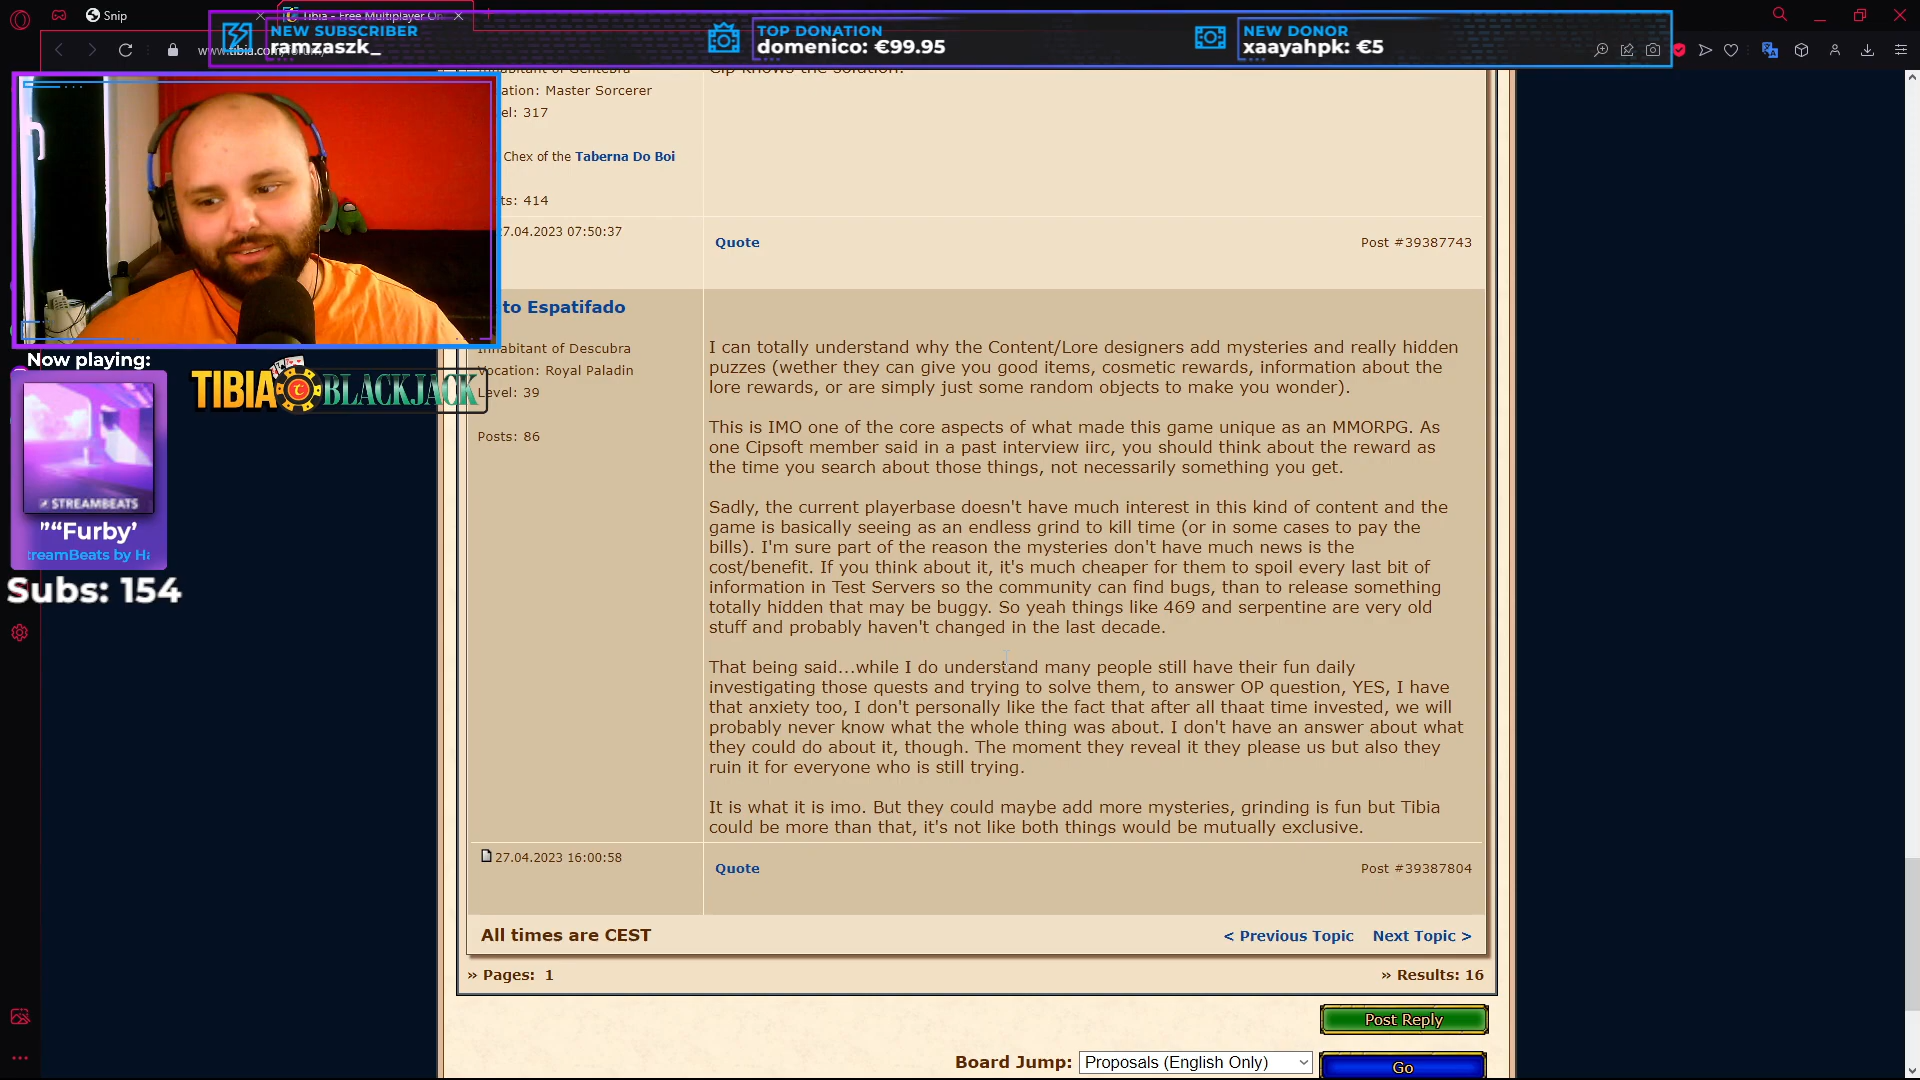 Snip
Tibia - Free Multiplayer On
NEW SUBSCRIBER
ramzaszk_
TOP DONATION
domenico: €99.95
NEW DONOR
xaayahpk: €5
Master Sorcerer
317
Chex of the Taberna Do Boi
414
27.04.2023 07:50:37
Quote
Post #39387743
to Espatifado
Inhabitant of Descubra
Vocation: Royal Paladin
Level: 39
Posts: 86
I can totally understand why the Content/Lore designers add mysteries and really hidden
puzzles (wether they can give you good items, cosmetic rewards, information about the
lore rewards, or are simply just some random objects to make you wonder).
This is IMO one of the core aspects of what made this game unique as an MMORPG. As
one Cipsoft member said in a past interview iirc, you should think about the reward as
the time you search about those things, not necessarily something you get.
Sadly, the current playerbase doesn't have much interest in this kind of content and the
game is basically seeing as an endless grind to kill time (or in some cases to pay the
bills). I'm sure part of the reason the mysteries don't have much news is the
cost/benefit. If you think about it, it's much cheaper for them to spoil every last bit of
information in Test Servers so the community can find bugs, than to release something
totally hidden that may be buggy. So yeah things like 469 and serpentine are very old
stuff and probably haven't changed in the last decade.
That being said...while I do understand many people still have their fun daily
investigating those quests and trying to solve them, to answer OP question, YES, I have
that anxiety too, I don't personally like the fact that after all thaat time invested, we will
probably never know what the whole thing was about. I don't have an answer about what
they could do about it, though. The moment they reveal it they please us but also they
ruin it for everyone who is still trying.
It is what it is imo. But they could maybe add more mysteries, grinding is fun but Tibia
could be more than that, it's not like both things would be mutually exclusive.
27.04.2023 16:00:58
Quote
Post #39387804
All times are CEST
< Previous Topic
Next Topic >
» Pages: 1
» Results: 16
Post Reply
Board Jump:
Proposals (English Only)
Go
Now playing:
TIBIA BLACKJACK
STREAMBEATS
"“Furby’
treamBeats by Ha
Subs: 154